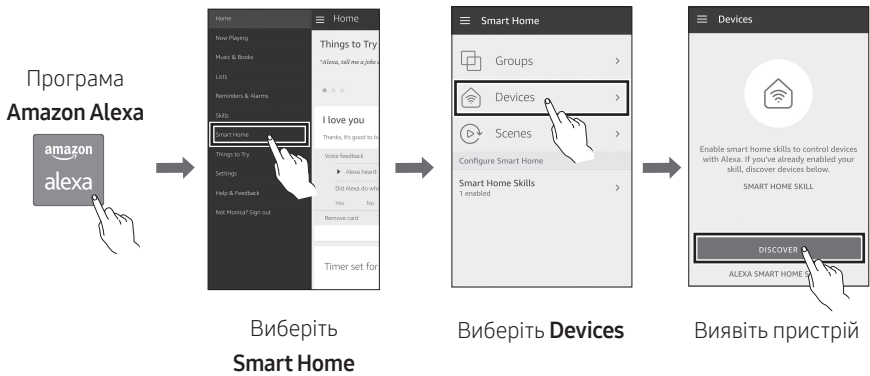 Програма
Amazon Alexa
amazon
alexa
Home
Now Playing
Music & Books
Lists
Reminders & Alarms
Skills
Smart Home
Things to Try
Settings
Help & Feedback
Not Monica? Sign out
Home
Things to Try
"Alexa, tell me a joke
I love you
Thanks, it's good to
Voice feedback
Alexa heard
Did Alexa do
Yes No
Remove card
Timer set for
Виберіть
Smart Home
Smart Home
Groups
Devices
Scenes
Configure Smart Home
Smart Home Skills
1 enabled
Виберіть Devices
Devices
Enable smart home skills to control devices
with Alexa. If you've already enabled your
skill, discover devices below.
SMART HOME SKILL
DISCOVER
ALEXA SMART HOME
Виявіть пристрій